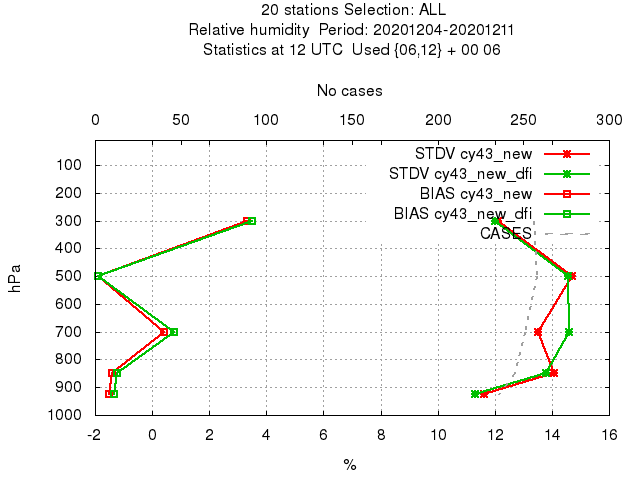 20 stations Selection: ALL
Relative humidity  Period: 20201204-20201211
Statistics at 12 UTC  Used {06,12} + 00 06
No cases
0 50 100 150 200 250 300
STDV cy43_new
STDV cy43_new_dfi
BIAS cy43_new
BIAS cy43_new_dfi
CASES
hPa
100
200
300
400
500
600
700
800
900
1000
-2 0 2 4 6 8 10 12 14 16
%